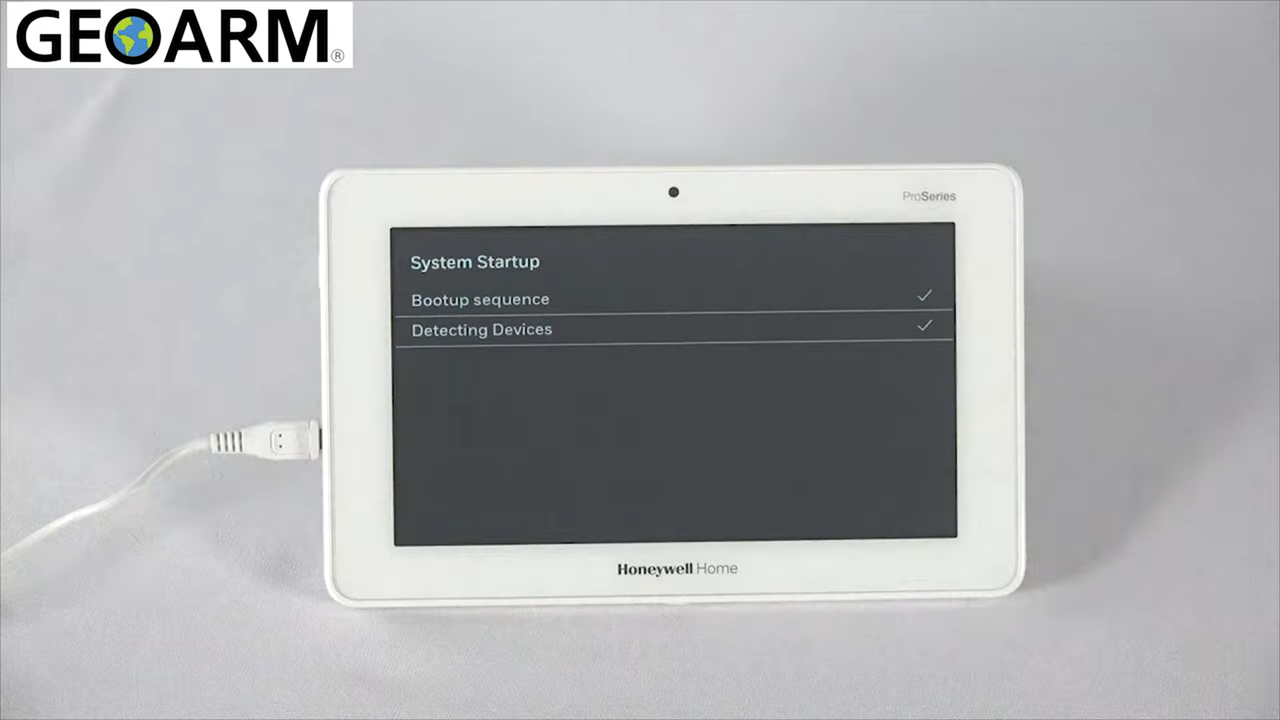 GEOARM®
ProSeries
System Startup
Bootup sequence
Detecting Devices
Honeywell Home